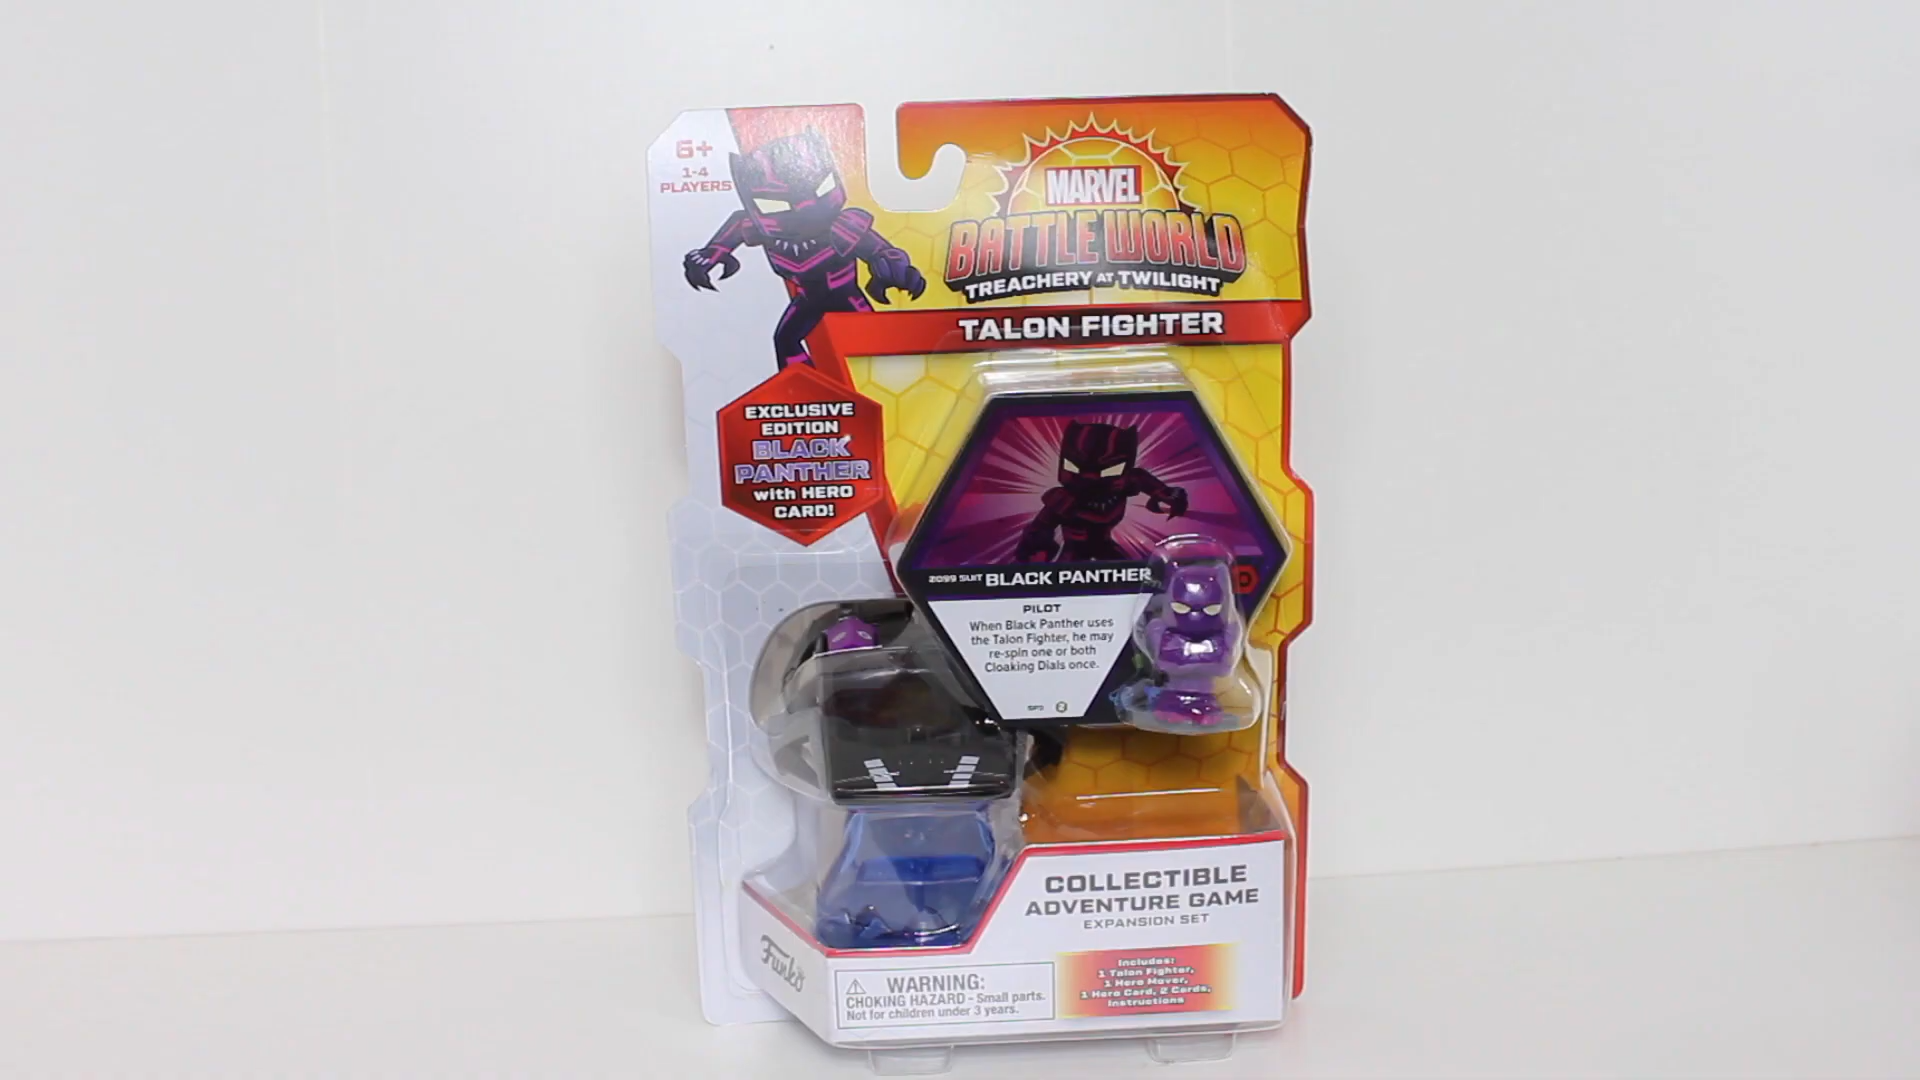 6+
1-4
PLAYERS
MARVEL
BATTLEWORLD
TREACHERY AT TWILIGHT
TALON FIGHTER
EXCLUSIVE
EDITION
BLACK
PANTHER
with HERO
CARD!
2099 SUIT BLACK PANTHER
PILOT
When Black Panther uses
the Talon Fighter, he may
re-spin one or both
Cloaking Dials once.
COLLECTIBLE
ADVENTURE GAME
EXPANSION SET
Funko
WARNING:
CHOKING HAZARD - Small parts.
Not for children under 3 years.
Includes:
1 Talon Fighter,
1 Hero Mover,
1 Hero Card, 2 Cards,
Instructions